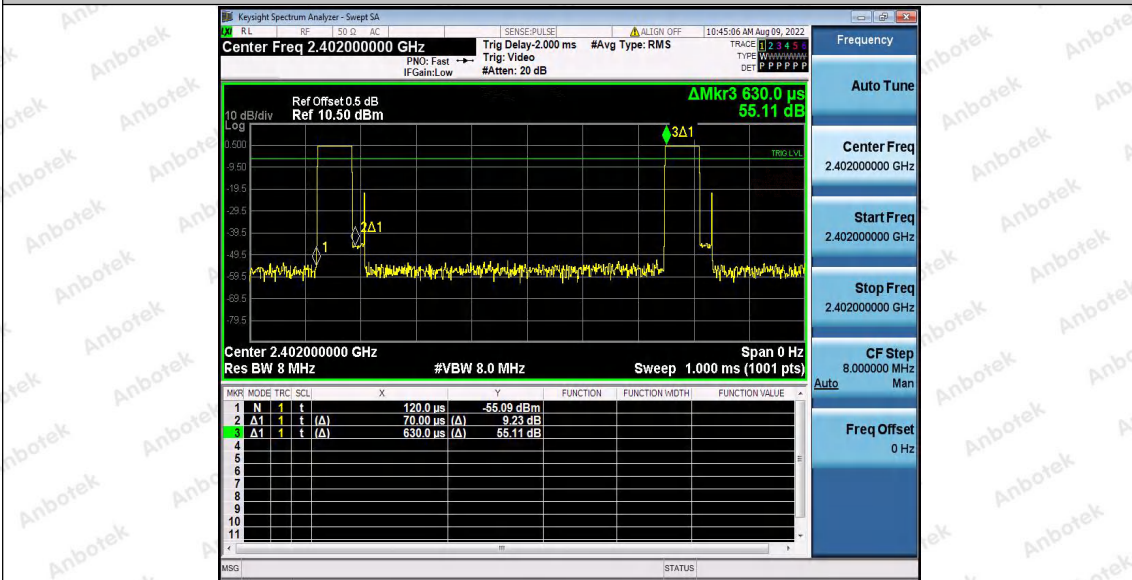 Keysight Spectrum Analyzer - Swept SA
RL RF 50 Ω AC SENSE:PULSE ALIGN OFF 10:45:06 AM Aug 09, 2022
Center Freq 2.402000000 GHz
PNO: Fast
IFGain:Low
Trig Delay-2.000 ms
Trig: Video
#Atten: 20 dB
#Avg Type: RMS
TRACE 1 2 3 4 5 6
TYPE WWWWWW
DET P P P P P P
Frequency
Auto Tune
Center Freq
2.402000000 GHz
Start Freq
2.402000000 GHz
Stop Freq
2.402000000 GHz
CF Step
8.000000 MHz
Auto Man
Freq Offset
0 Hz
ΔMkr3 630.0 µs
55.11 dB
Ref Offset 0.5 dB
10 dB/div Ref 10.50 dBm
Log
0.500
-9.50
-19.5
-29.5
-39.5
-49.5
-59.5
-69.5
-79.5
3Δ1
TRIG LVL
2Δ1
1
Center 2.402000000 GHz Span 0 Hz
Res BW 8 MHz #VBW 8.0 MHz Sweep 1.000 ms (1001 pts)
MKR MODE TRC SCL X Y FUNCTION FUNCTION WIDTH FUNCTION VALUE
1 N 1 t 120.0 µs -55.09 dBm
2 Δ1 1 t (Δ) 70.00 µs (Δ) 9.23 dB
3 Δ1 1 t (Δ) 630.0 µs (Δ) 55.11 dB
4
5
6
7
8
9
10
11
MSG STATUS
Anbotek